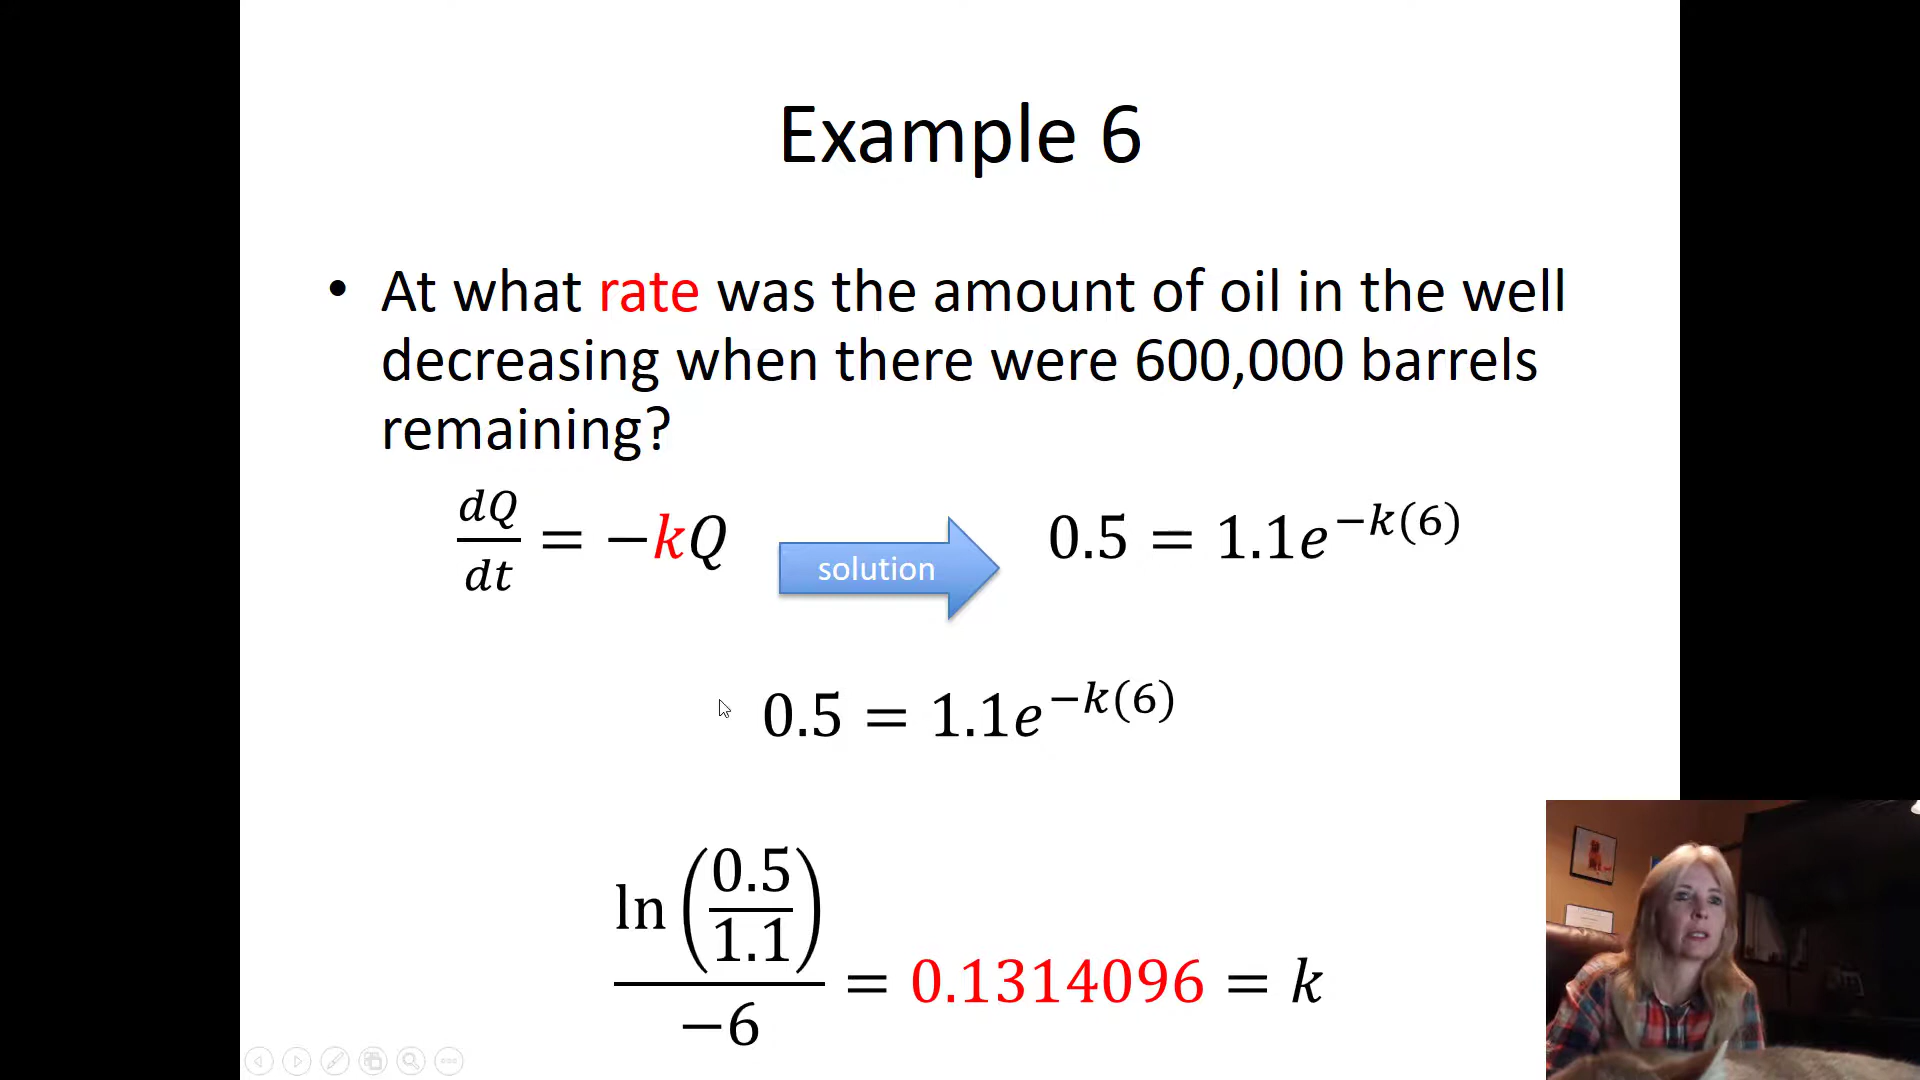 Example 6
• At what rate was the amount of oil in the well
decreasing when there were 600,000 barrels
remaining?
dQ/dt = −kQ
solution
0.5 = 1.1e^−k(6)
0.5 = 1.1e^−k(6)
ln(0.5/1.1)/−6 = 0.1314096 = k